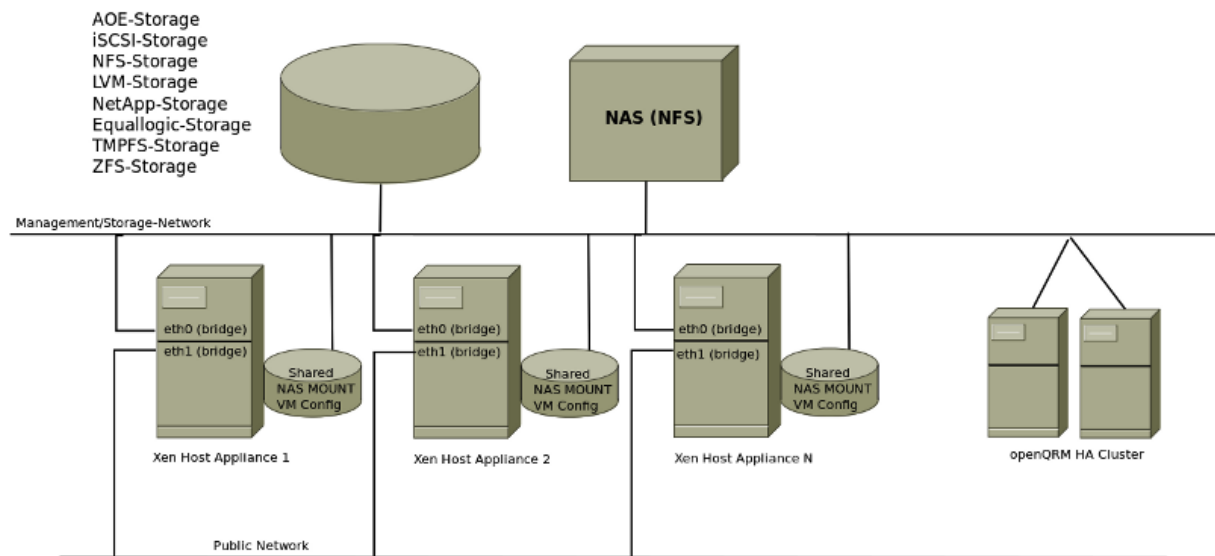 AOE-Storage
iSCSI-Storage
NFS-Storage
LVM-Storage
NetApp-Storage
Equallogic-Storage
TMPFS-Storage
ZFS-Storage
NAS (NFS)
Management/Storage-Network
eth0 (bridge)
eth1 (bridge)
Shared
NAS MOUNT
VM Config
Xen Host Appliance 1
eth0 (bridge)
eth1 (bridge)
Shared
NAS MOUNT
VM Config
Xen Host Appliance 2
eth0 (bridge)
eth1 (bridge)
Shared
NAS MOUNT
VM Config
Xen Host Appliance N
openQRM HA Cluster
Public Network